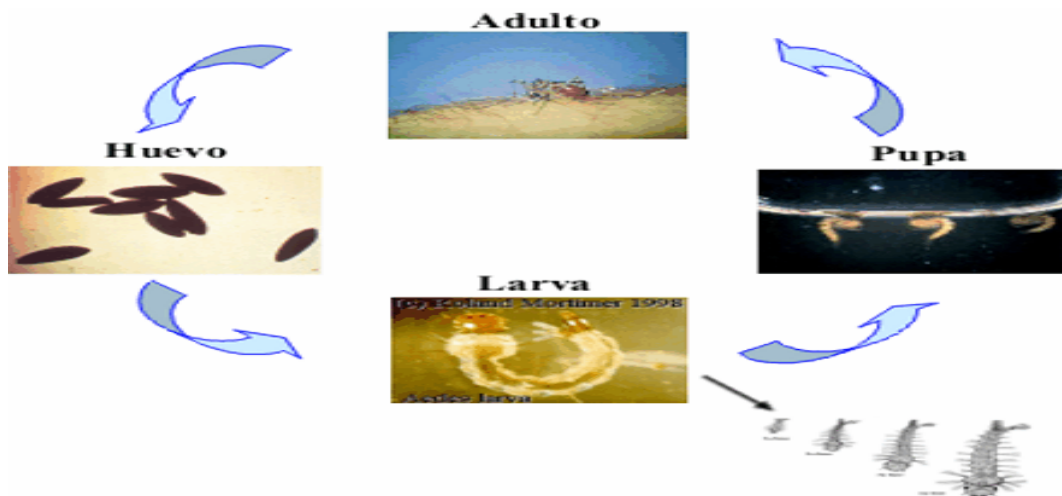 Adulto
Huevo
Pupa
Larva
(c) Roland Mortimer 1998
Aedes larva